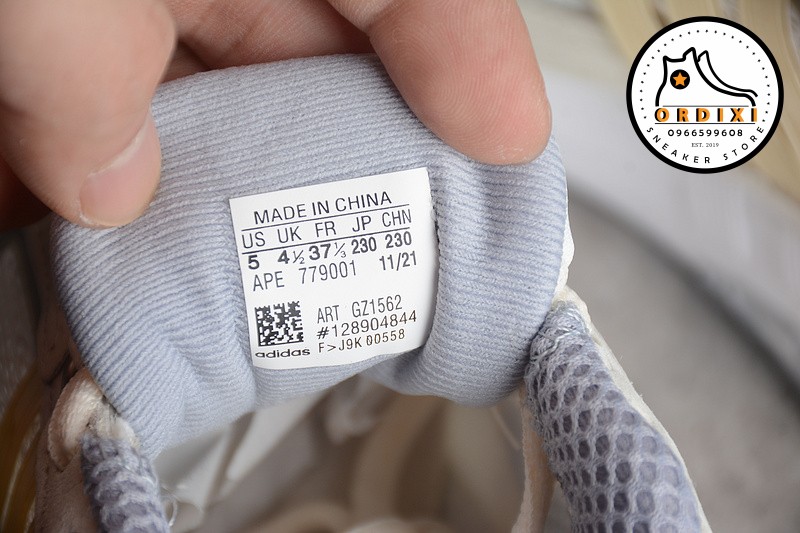 MADE IN CHINA
US UK FR JP CHN
5 4½ 37⅓ 230 230
APE 779001 11/21
ART GZ1562
#128904844
F>J9K 00558
adidas
ORDIXI
0966599608
EST. 2019
SNEAKER STORE